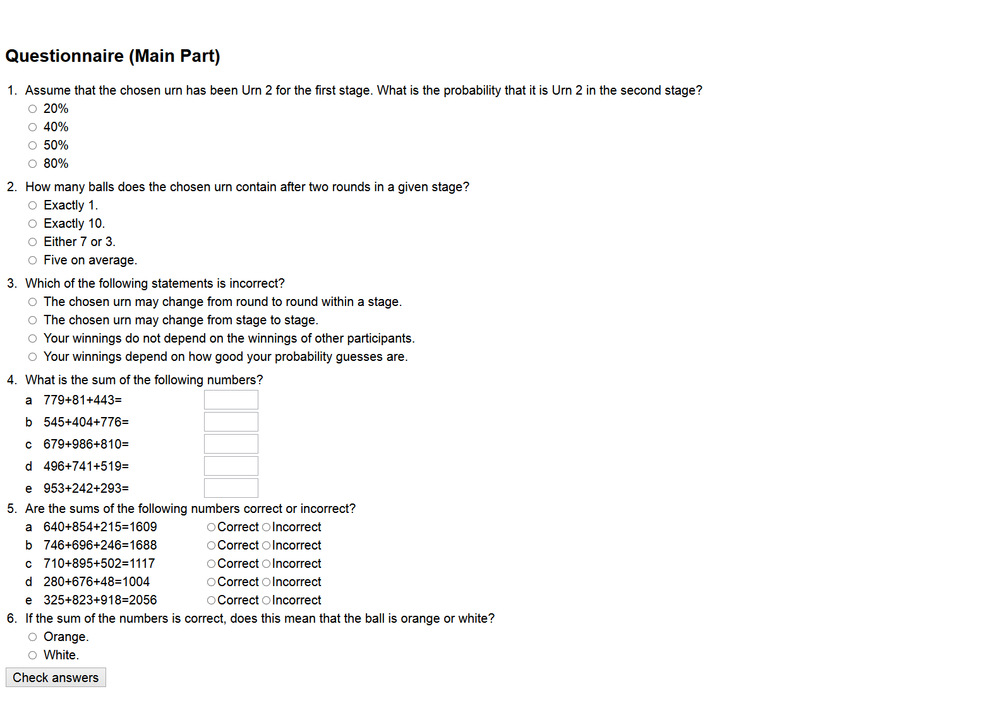 Questionnaire (Main Part)
1. Assume that the chosen urn has been Urn 2 for the first stage. What is the probability that it is Urn 2 in the second stage?
20%
40%
50%
80%
2. How many balls does the chosen urn contain after two rounds in a given stage?
Exactly 1.
Exactly 10.
Either 7 or 3.
Five on average.
3. Which of the following statements is incorrect?
The chosen urn may change from round to round within a stage.
The chosen urn may change from stage to stage.
Your winnings do not depend on the winnings of other participants.
Your winnings depend on how good your probability guesses are.
4. What is the sum of the following numbers?
a 779+81+443=
b 545+404+776=
c 679+986+810=
d 496+741+519=
e 953+242+293=
5. Are the sums of the following numbers correct or incorrect?
a 640+854+215=1609 Correct Incorrect
b 746+696+246=1688 Correct Incorrect
c 710+895+502=1117 Correct Incorrect
d 280+676+48=1004 Correct Incorrect
e 325+823+918=2056 Correct Incorrect
6. If the sum of the numbers is correct, does this mean that the ball is orange or white?
Orange.
White.
Check answers